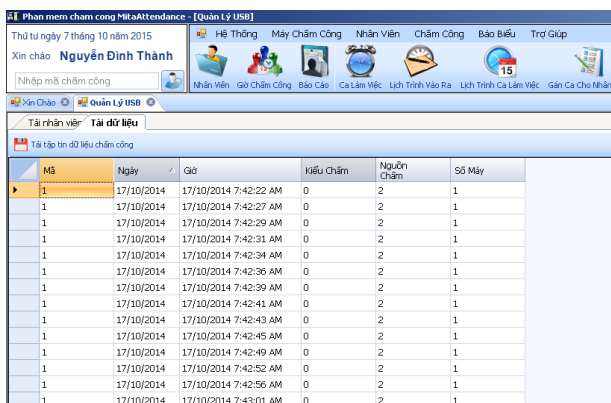 Phan mem cham cong MitaAttendance - [Quản Lý USB]
Thứ tư ngày 7 tháng 10 năm 2015
Hệ Thống Máy Chấm Công Nhân Viên Chấm Công Báo Biểu Trợ Giúp
Xin chào Nguyễn Đình Thành
Nhập mã chấm công
15
Nhân Viên Giờ Chấm Công Báo Cáo Ca Làm Việc Lịch Trình Vào Ra Lịch Trình Ca Làm Việc Gán Ca Cho Nhân
Xin Chào Quản Lý USB
Tải nhân viên Tải dữ liệu
Tải tập tin dữ liệu chấm công
Mã Ngày Giờ Kiểu Chấm Nguồn Chấm Số Máy
1 17/10/2014 17/10/2014 7:42:22 AM 0 2 1
1 17/10/2014 17/10/2014 7:42:27 AM 0 2 1
1 17/10/2014 17/10/2014 7:42:29 AM 0 2 1
1 17/10/2014 17/10/2014 7:42:31 AM 0 2 1
1 17/10/2014 17/10/2014 7:42:34 AM 0 2 1
1 17/10/2014 17/10/2014 7:42:36 AM 0 2 1
1 17/10/2014 17/10/2014 7:42:39 AM 0 2 1
1 17/10/2014 17/10/2014 7:42:41 AM 0 2 1
1 17/10/2014 17/10/2014 7:42:43 AM 0 2 1
1 17/10/2014 17/10/2014 7:42:45 AM 0 2 1
1 17/10/2014 17/10/2014 7:42:49 AM 0 2 1
1 17/10/2014 17/10/2014 7:42:52 AM 0 2 1
1 17/10/2014 17/10/2014 7:42:56 AM 0 2 1
1 17/10/2014 17/10/2014 7:43:01 AM 0 2 1